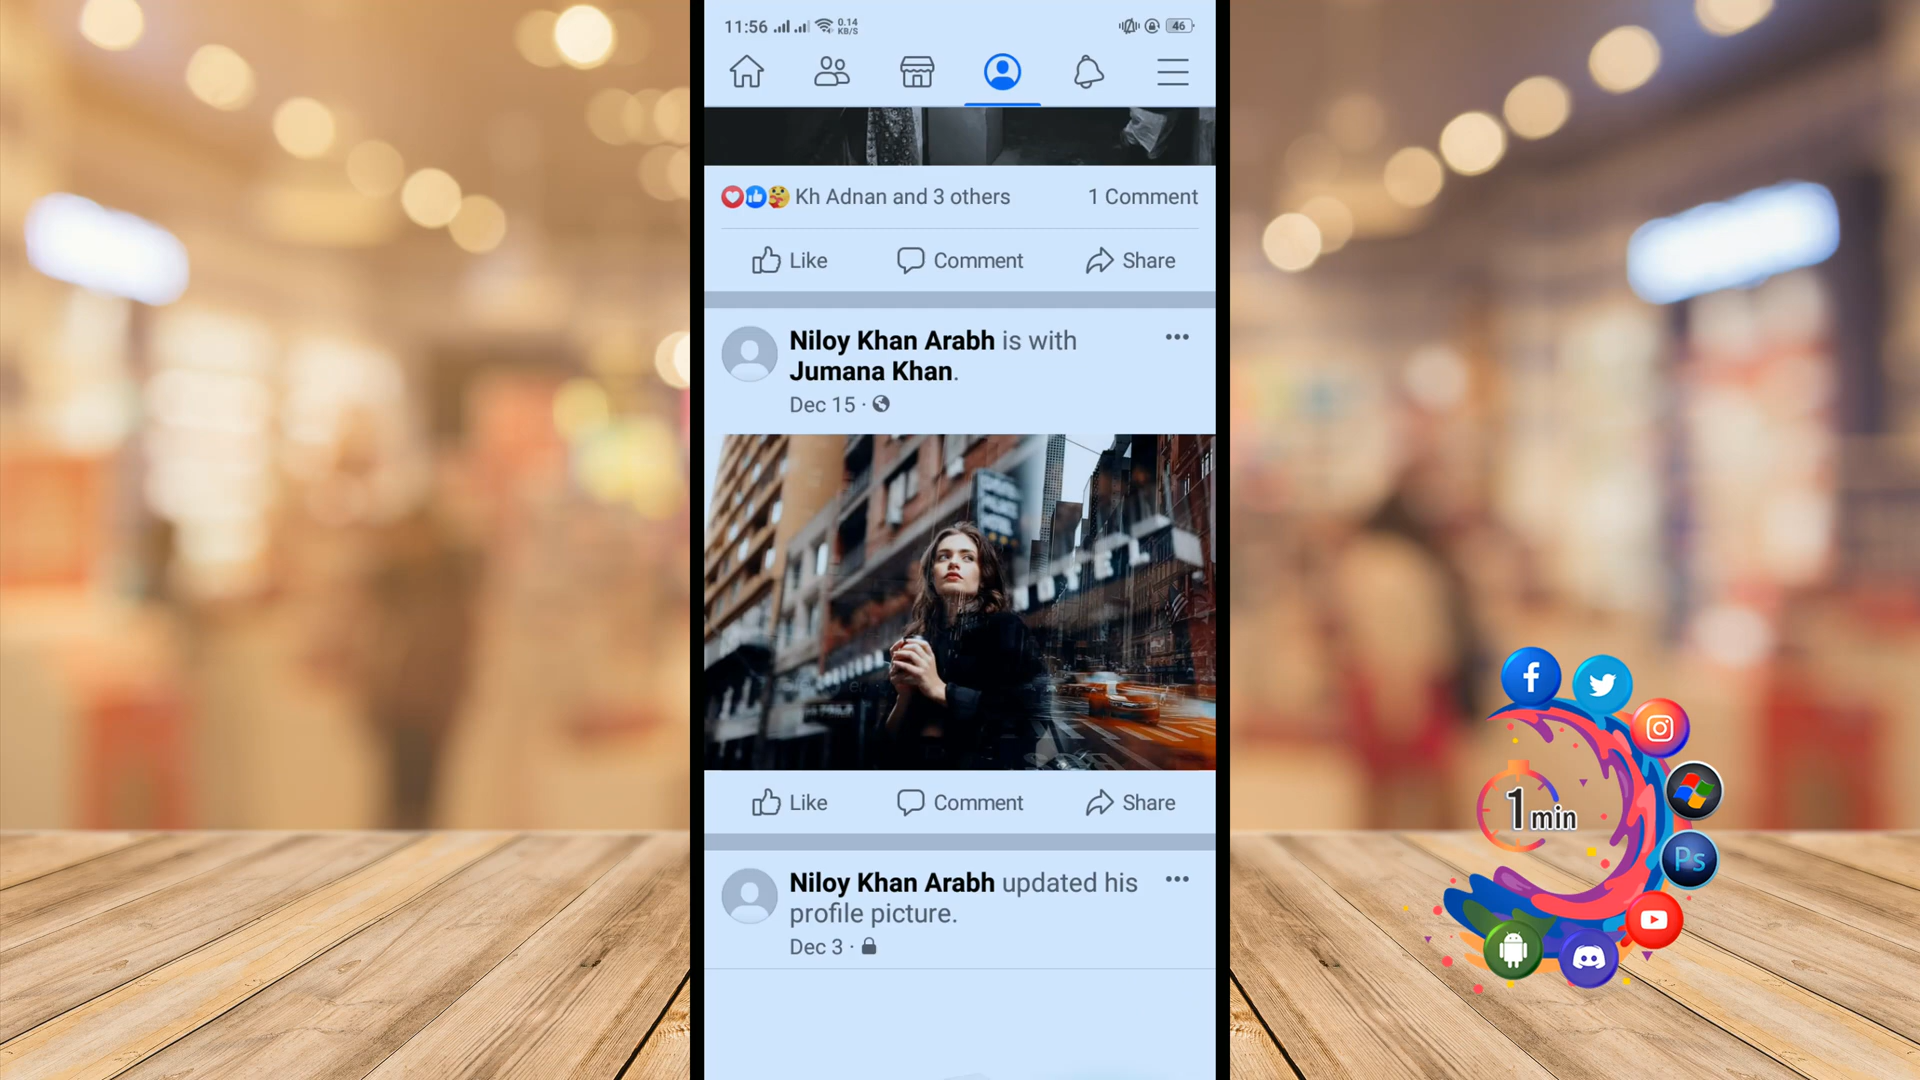 11:56 0.14 KB/S 46
Kh Adnan and 3 others 1 Comment
Like Comment Share
Niloy Khan Arabh is with
Jumana Khan.
Dec 15 ·
HOTEL
Like Comment Share
Niloy Khan Arabh updated his
profile picture.
Dec 3 ·
1 min
Ps